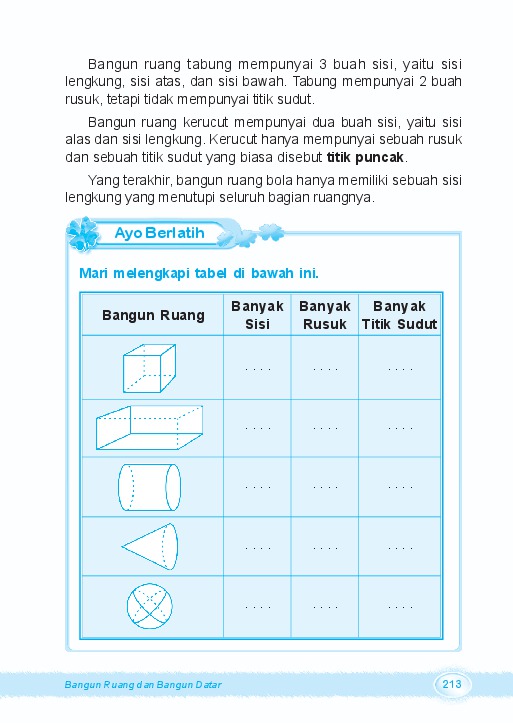 Bangun ruang tabung mempunyai 3 buah sisi, yaitu sisi
lengkung, sisi atas, dan sisi bawah. Tabung mempunyai 2 buah
rusuk, tetapi tidak mempunyai titik sudut.
Bangun ruang kerucut mempunyai dua buah sisi, yaitu sisi
alas dan sisi lengkung. Kerucut hanya mempunyai sebuah rusuk
dan sebuah titik sudut yang biasa disebut titik puncak.
Yang terakhir, bangun ruang bola hanya memiliki sebuah sisi
lengkung yang menutupi seluruh bagian ruangnya.
Ayo Berlatih
Mari melengkapi tabel di bawah ini.
Bangun Ruang Banyak Sisi Banyak Rusuk Banyak Titik Sudut
. . . . . . . . . . . .
. . . . . . . . . . . .
. . . . . . . . . . . .
. . . . . . . . . . . .
. . . . . . . . . . . .
Bangun Ruang dan Bangun Datar 213